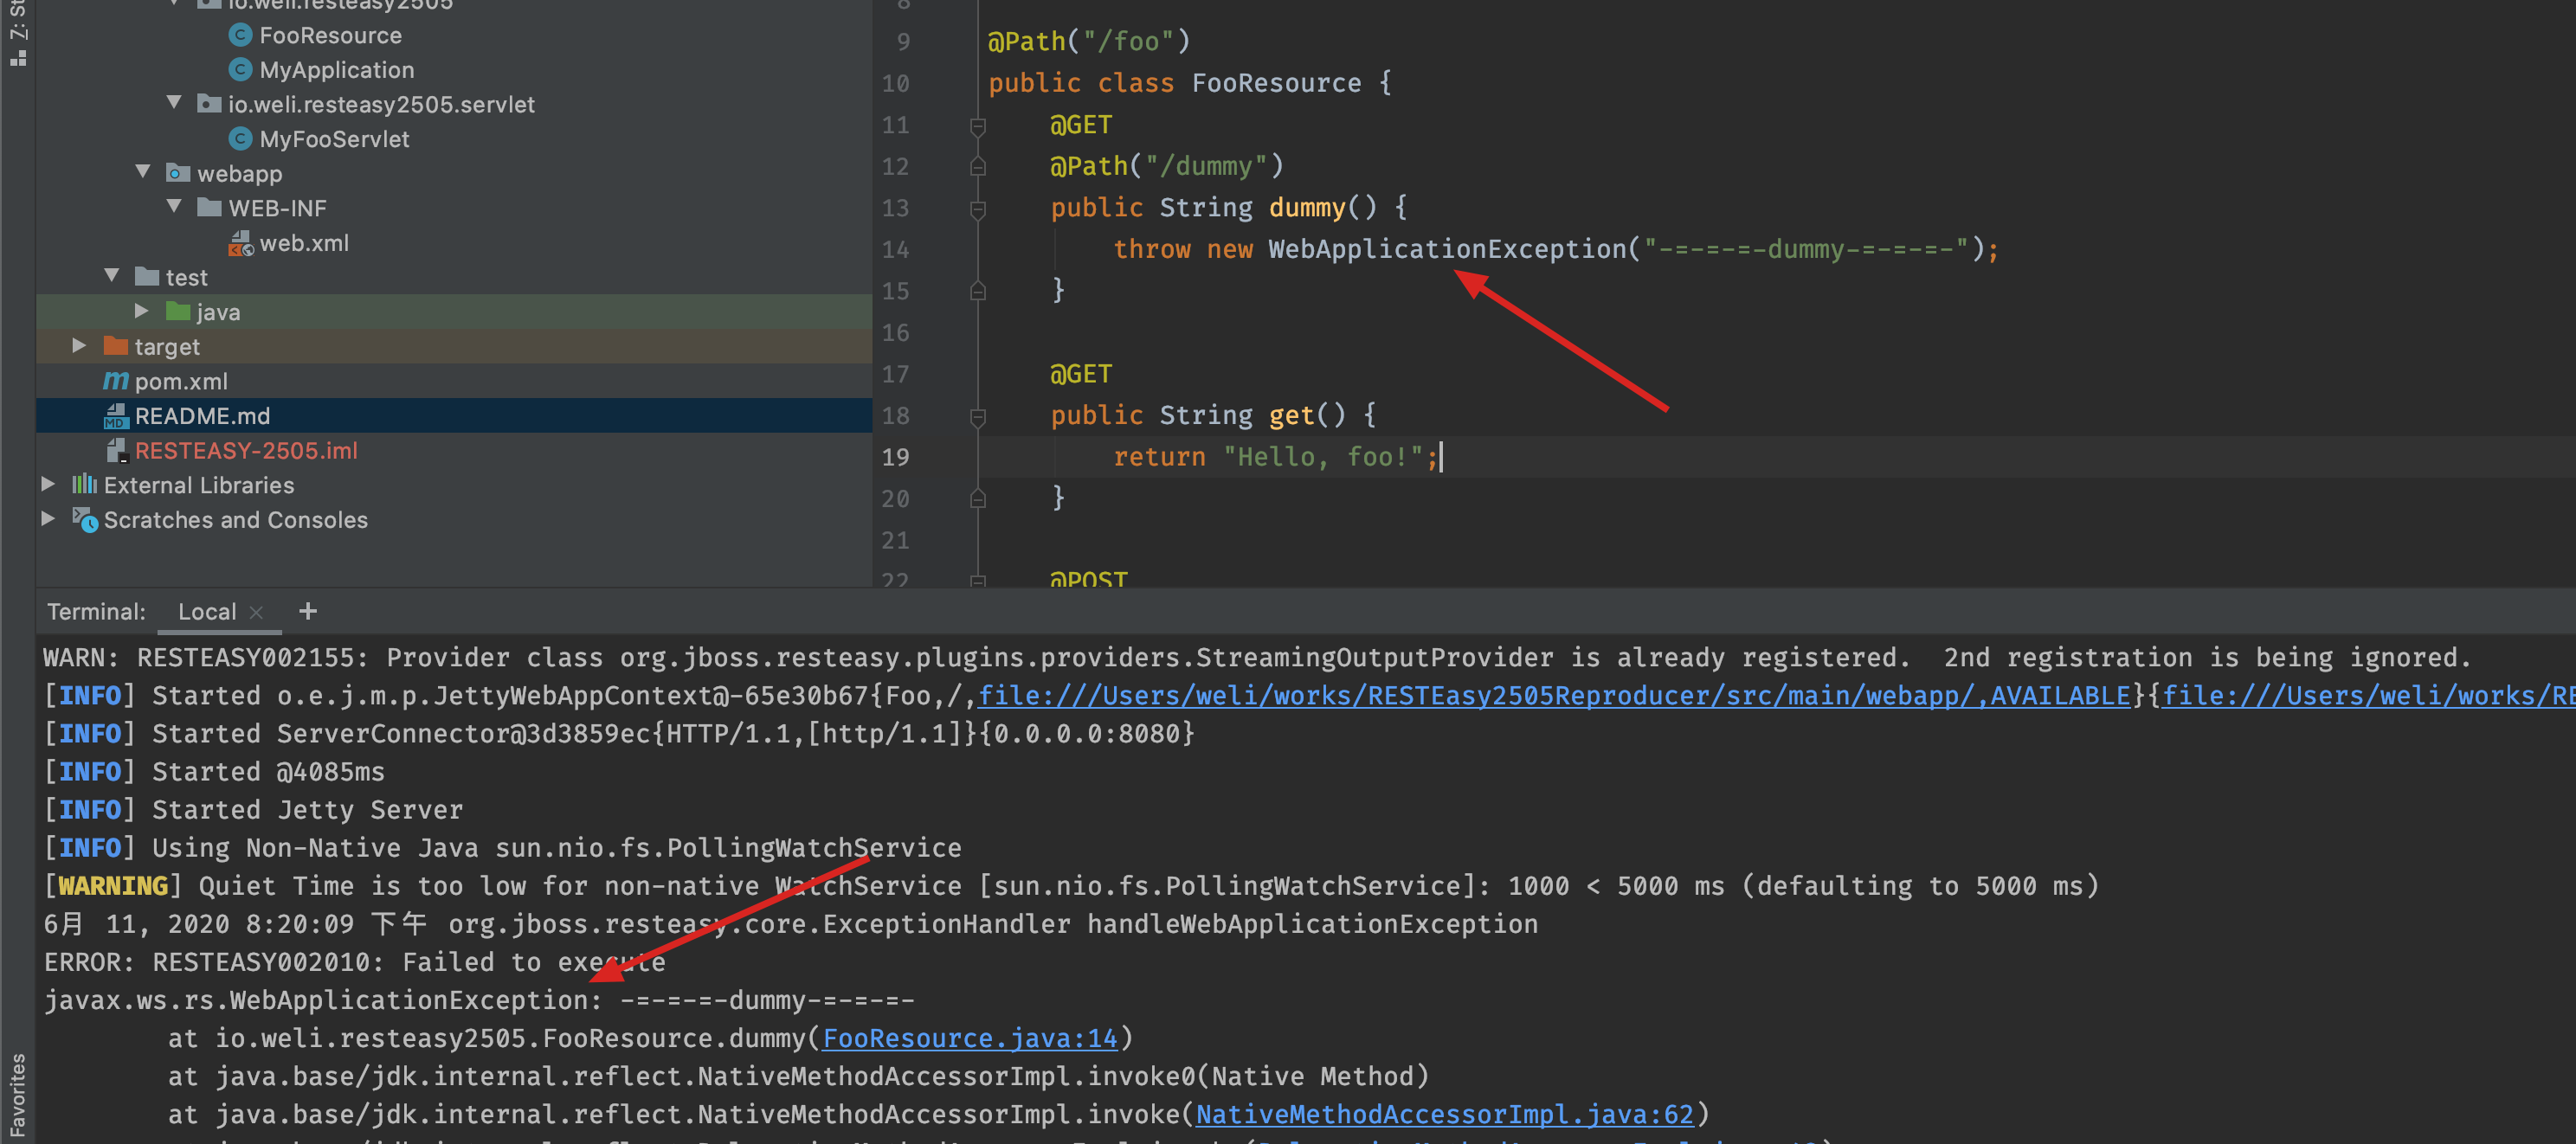 Z: St
io.weli.resteasy2505
FooResource
MyApplication
io.weli.resteasy2505.servlet
MyFooServlet
webapp
WEB-INF
web.xml
test
java
target
pom.xml
README.md
RESTEASY-2505.iml
External Libraries
Scratches and Consoles
8
9 @Path("/foo")
10 public class FooResource {
11 @GET
12 @Path("/dummy")
13 public String dummy() {
14 throw new WebApplicationException("-=-=-=-dummy-=-=-=-");
15 }
16
17 @GET
18 public String get() {
19 return "Hello, foo!";
20 }
21
22 @POST
Terminal: Local × +
WARN: RESTEASY002155: Provider class org.jboss.resteasy.plugins.providers.StreamingOutputProvider is already registered.  2nd registration is being ignored.
[INFO] Started o.e.j.m.p.JettyWebAppContext@-65e30b67{Foo,/,file:///Users/weli/works/RESTEasy2505Reproducer/src/main/webapp/,AVAILABLE}{file:///Users/weli/works/RE
[INFO] Started ServerConnector@3d3859ec{HTTP/1.1,[http/1.1]}{0.0.0.0:8080}
[INFO] Started @4085ms
[INFO] Started Jetty Server
[INFO] Using Non-Native Java sun.nio.fs.PollingWatchService
[WARNING] Quiet Time is too low for non-native WatchService [sun.nio.fs.PollingWatchService]: 1000 < 5000 ms (defaulting to 5000 ms)
6月 11, 2020 8:20:09 下午 org.jboss.resteasy.core.ExceptionHandler handleWebApplicationException
ERROR: RESTEASY002010: Failed to execute
javax.ws.rs.WebApplicationException: -=-=-=-dummy-=-=-=-
at io.weli.resteasy2505.FooResource.dummy(FooResource.java:14)
at java.base/jdk.internal.reflect.NativeMethodAccessorImpl.invoke0(Native Method)
at java.base/jdk.internal.reflect.NativeMethodAccessorImpl.invoke(NativeMethodAccessorImpl.java:62)
Favorites